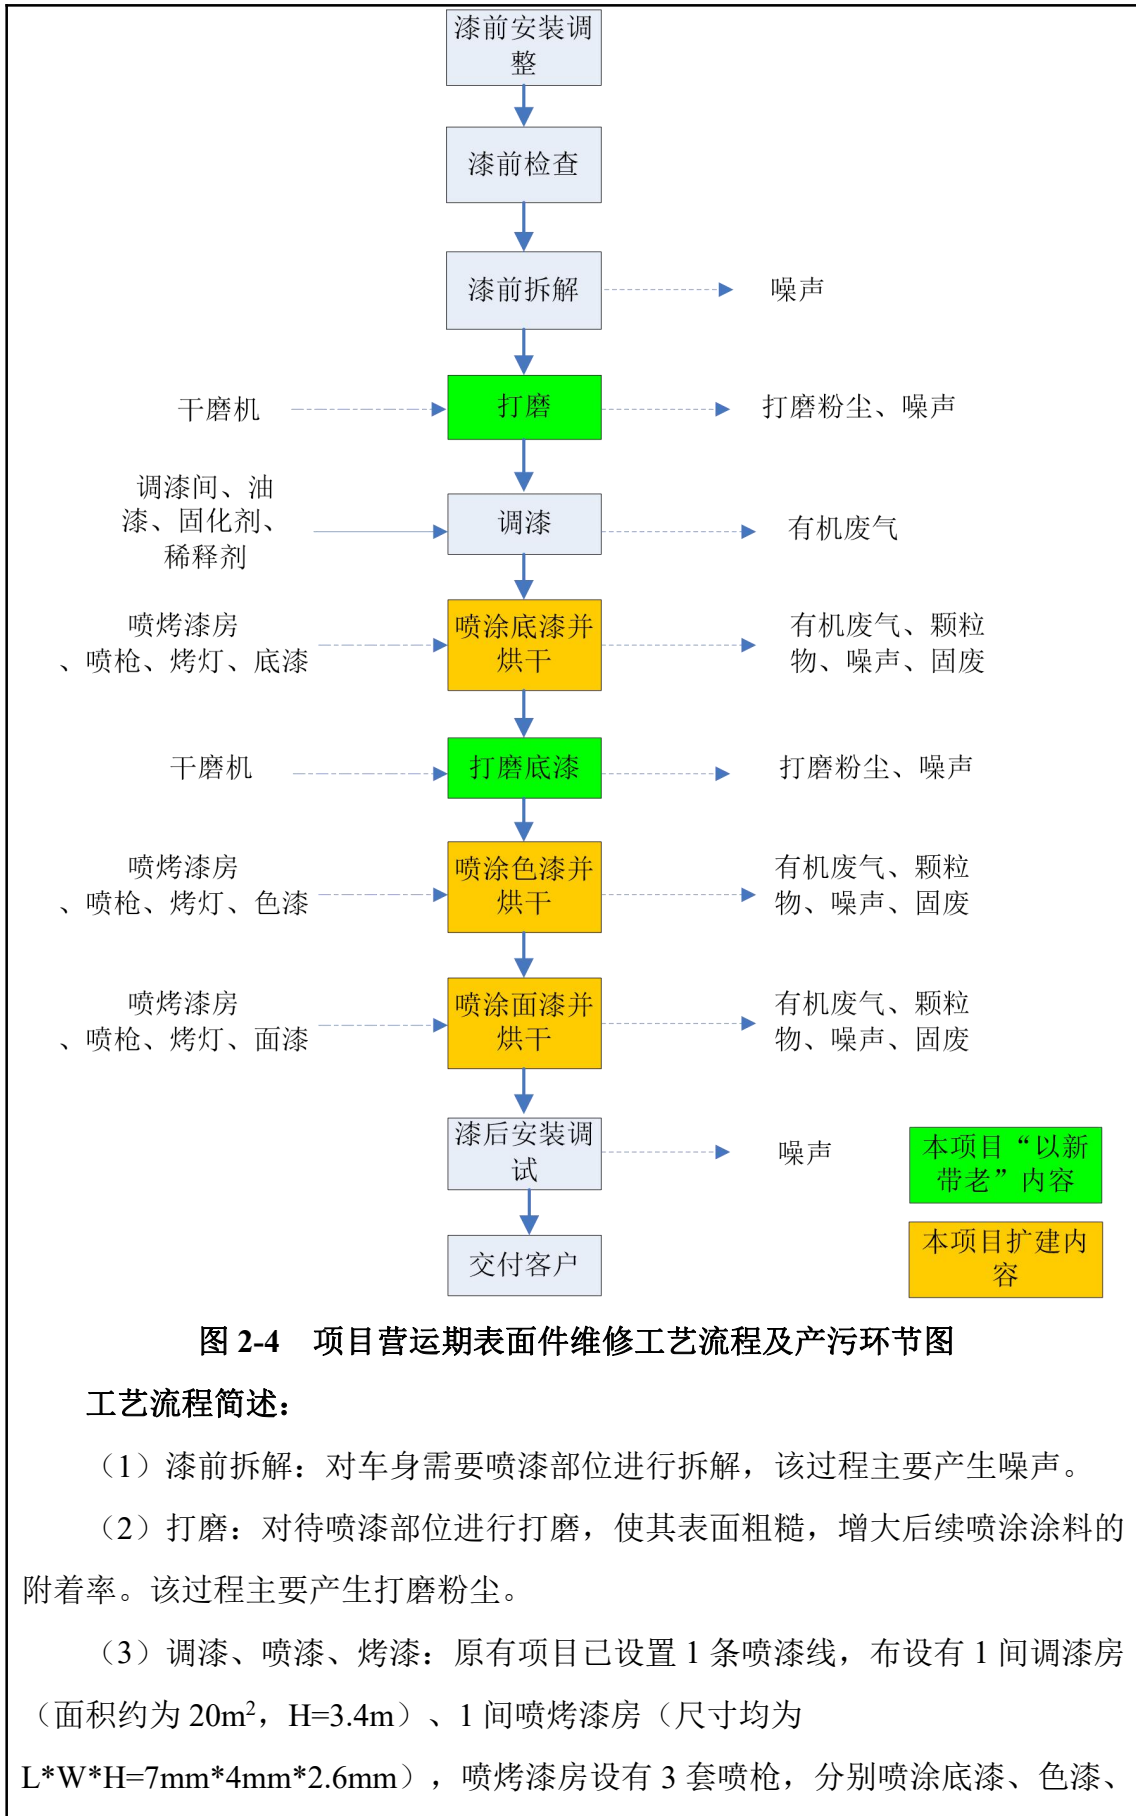 漆前安装调
整
漆前检查
漆前拆解
噪声
干磨机
打磨
打磨粉尘、噪声
调漆间、油
漆、固化剂、
稀释剂
调漆
有机废气
喷烤漆房
、喷枪、烤灯、底漆
喷涂底漆并
烘干
有机废气、颗粒
物、噪声、固废
干磨机
打磨底漆
打磨粉尘、噪声
喷烤漆房
、喷枪、烤灯、色漆
喷涂色漆并
烘干
有机废气、颗粒
物、噪声、固废
喷烤漆房
、喷枪、烤灯、面漆
喷涂面漆并
烘干
有机废气、颗粒
物、噪声、固废
漆后安装调
试
噪声
本项目“以新
带老”内容
交付客户
本项目扩建内
容
图 2-4 项目营运期表面件维修工艺流程及产污环节图
工艺流程简述：
（1）漆前拆解：对车身需要喷漆部位进行拆解，该过程主要产生噪声。
（2）打磨：对待喷漆部位进行打磨，使其表面粗糙，增大后续喷涂涂料的
附着率。该过程主要产生打磨粉尘。
（3）调漆、喷漆、烤漆：原有项目已设置 1 条喷漆线，布设有 1 间调漆房
（面积约为 20m²，H=3.4m）、1 间喷烤漆房（尺寸均为
L*W*H=7mm*4mm*2.6mm），喷烤漆房设有 3 套喷枪，分别喷涂底漆、色漆、